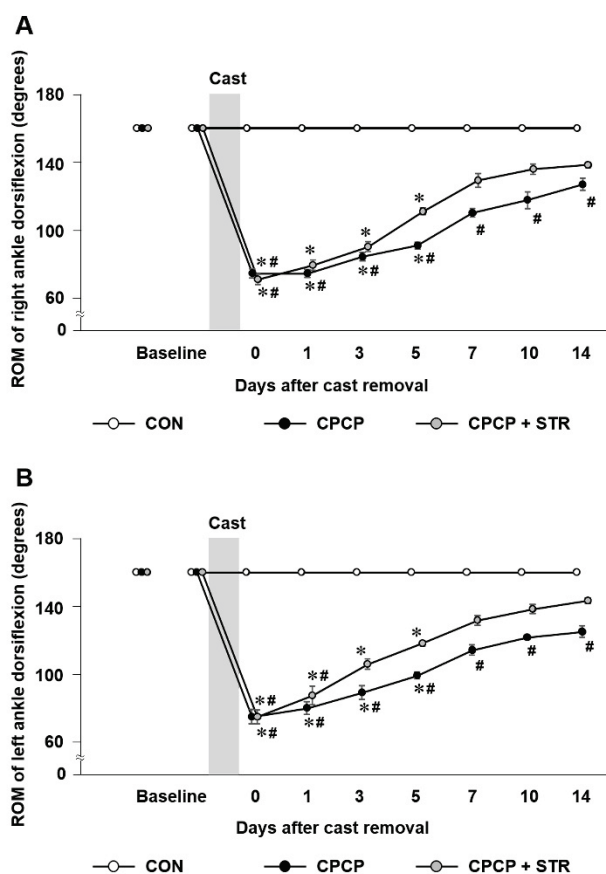 A
Cast
ROM of right ankle dorsiflexion (degrees)
180
140
100
60
0
*# * * *
*# *# *# *# # # #
Baseline 0 1 3 5 7 10 14
Days after cast removal
CON CPCP CPCP + STR
B
Cast
ROM of left ankle dorsiflexion (degrees)
180
140
100
60
0
*# *# * *
*# *# *# *# # # #
Baseline 0 1 3 5 7 10 14
Days after cast removal
CON CPCP CPCP + STR